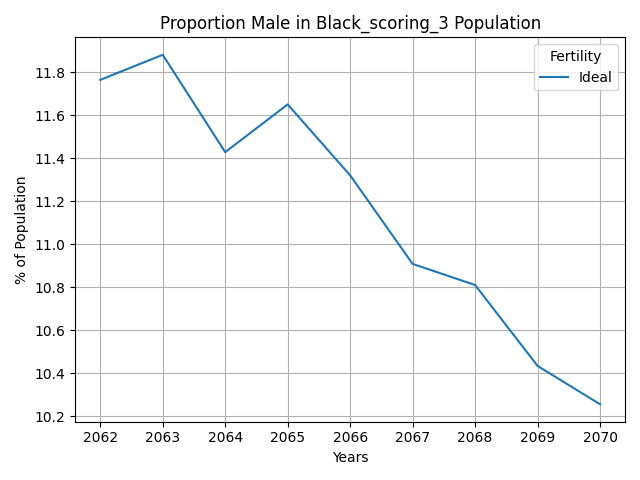 Proportion Male in Black_scoring_3 Population
Fertility
Ideal
% of Population
11.8
11.6
11.4
11.2
11.0
10.8
10.6
10.4
10.2
2062 2063 2064 2065 2066 2067 2068 2069 2070
Years